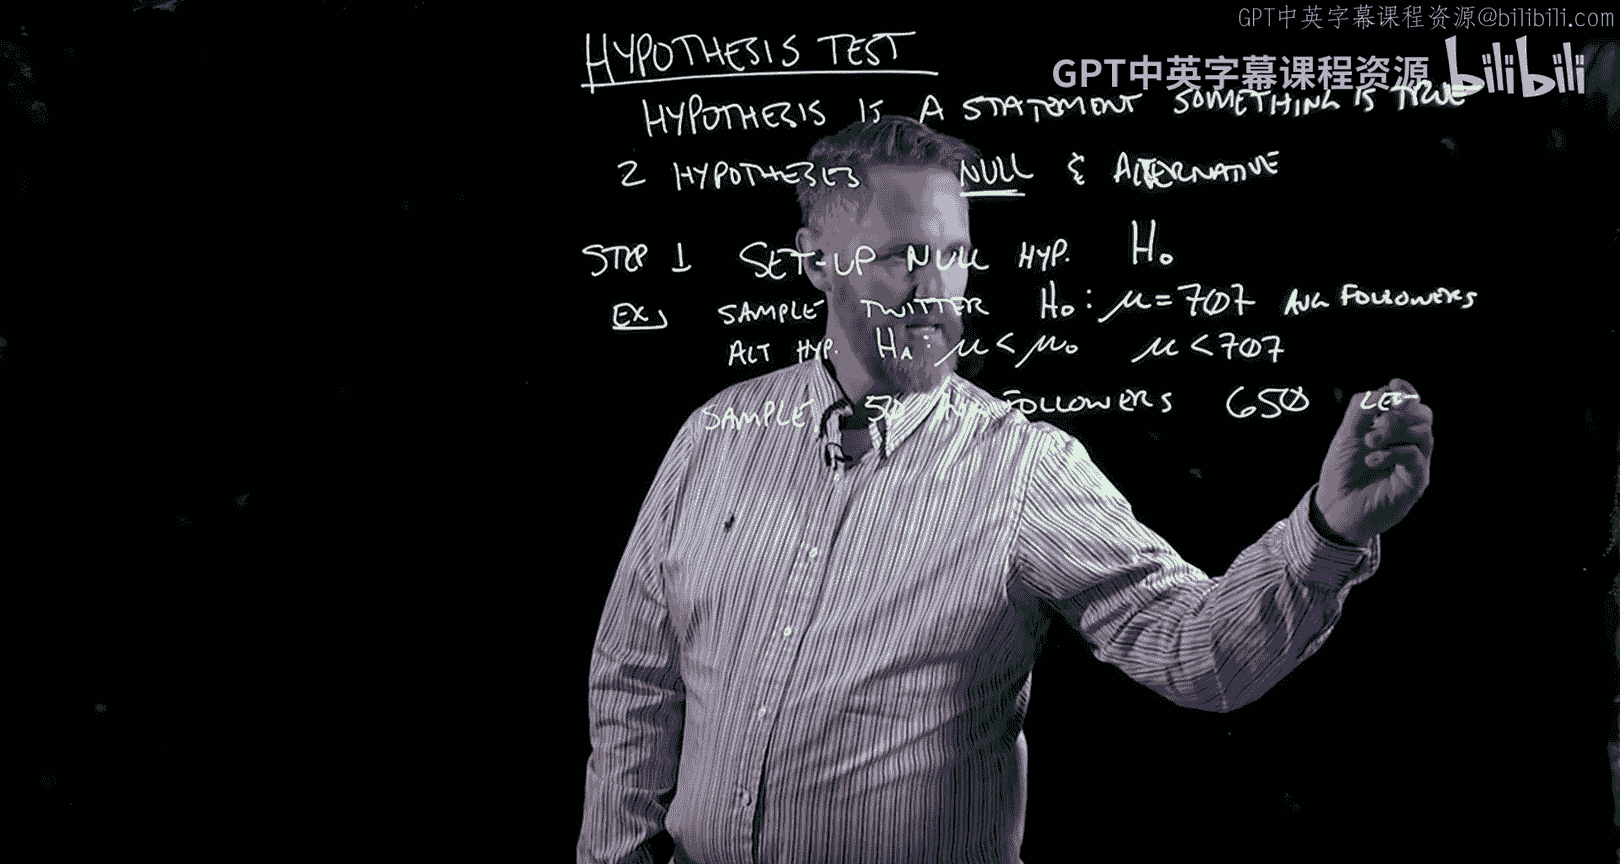 GPT中英字幕课程资源@bilibili.com
GPT中英字幕课程资源 bilibili
HYPOTHESIS TEST
HYPOTHESIS IS A STATEMENT SOMETHING IS TRUE
2 HYPOTHESES NULL & ALTERNATIVE
STEP 1 SET-UP NULL HYP. H₀
EX, SAMPLE TWITTER H₀: μ = 707 AVG FOLLOWERS
ALT HYP. Hₐ: μ < μ₀ μ < 707
SAMPLE 50 FOLLOWERS 650